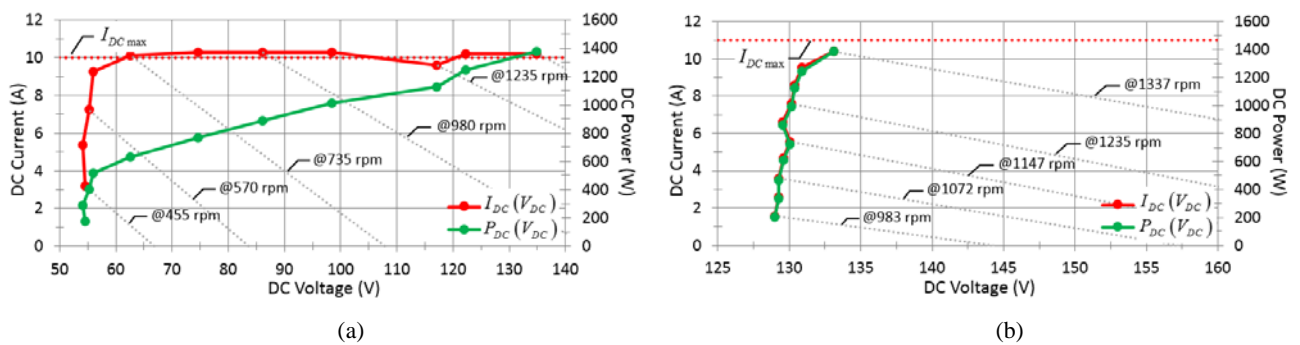 12
10
8
6
4
2
0
DC Current (A)
1600
1400
1200
1000
800
600
400
200
0
DC Power (W)
I_DC max
@1235 rpm
@980 rpm
@735 rpm
@570 rpm
@455 rpm
I_DC (V_DC)
P_DC (V_DC)
50 60 70 80 90 100 110 120 130 140
DC Voltage (V)
(a)
12
10
8
6
4
2
0
DC Current (A)
1600
1400
1200
1000
800
600
400
200
0
DC Power (W)
I_DC max
@1337 rpm
@1235 rpm
@1147 rpm
@1072 rpm
@983 rpm
I_DC (V_DC)
P_DC (V_DC)
125 130 135 140 145 150 155 160
DC Voltage (V)
(b)